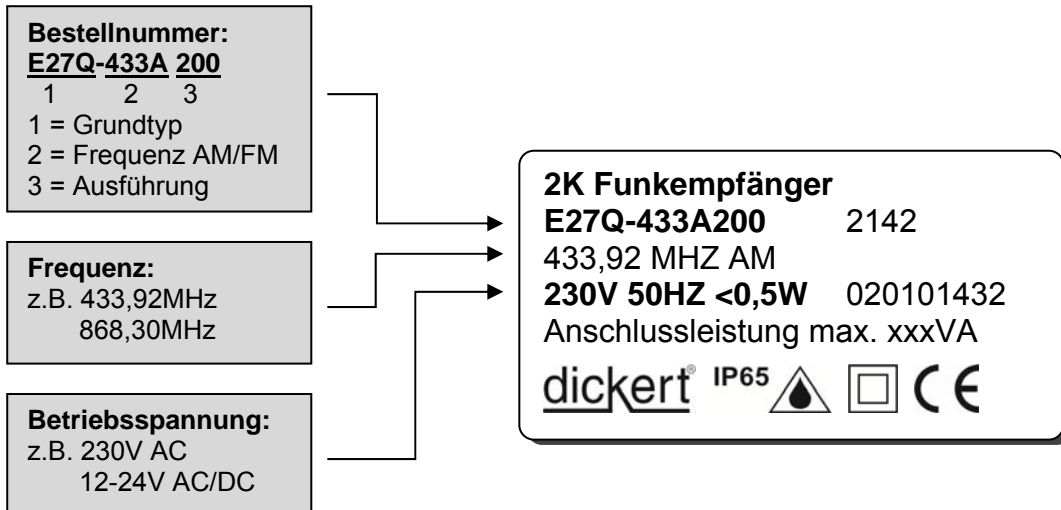 Bestellnummer:
E27Q-433A 200
1 2 3
1 = Grundtyp
2 = Frequenz AM/FM
3 = Ausführung
Frequenz:
z.B. 433,92MHz
868,30MHz
Betriebsspannung:
z.B. 230V AC
12-24V AC/DC
2K Funkempfänger
E27Q-433A200 2142
433,92 MHZ AM
230V 50HZ <0,5W 020101432
Anschlussleistung max. xxxVA
dickert® IP65 CE